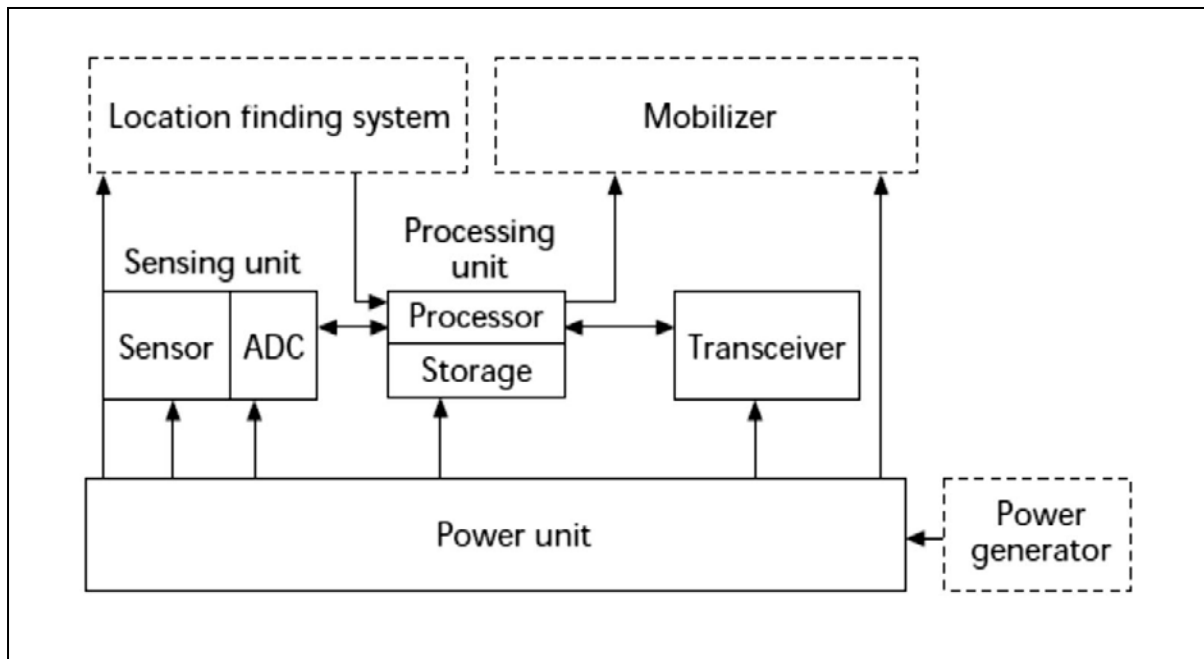 Location finding system
Mobilizer
Sensing unit
Processing
unit
Sensor
ADC
Processor
Storage
Transceiver
Power unit
Power
generator